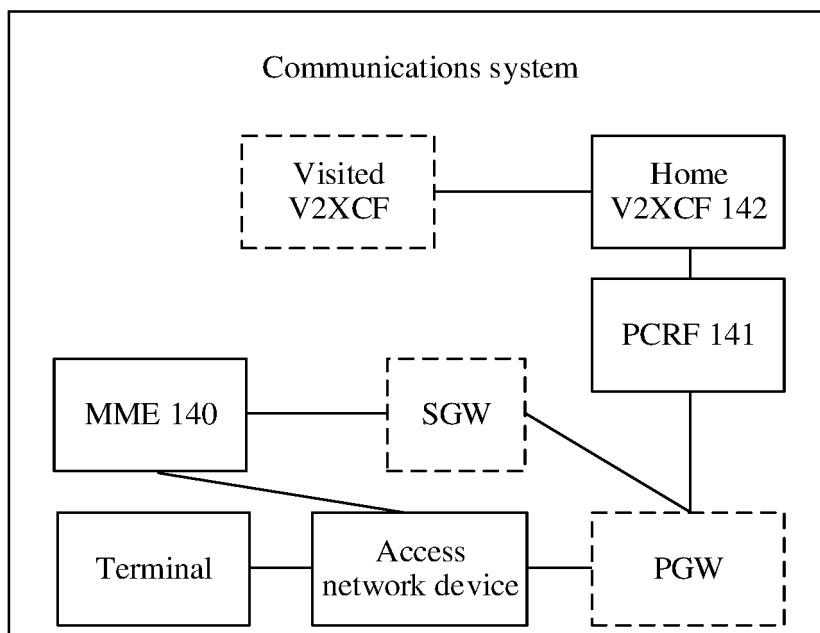 Communications system
Visited
V2XCF
Home
V2XCF 142
PCRF 141
MME 140
SGW
Terminal
Access
network device
PGW